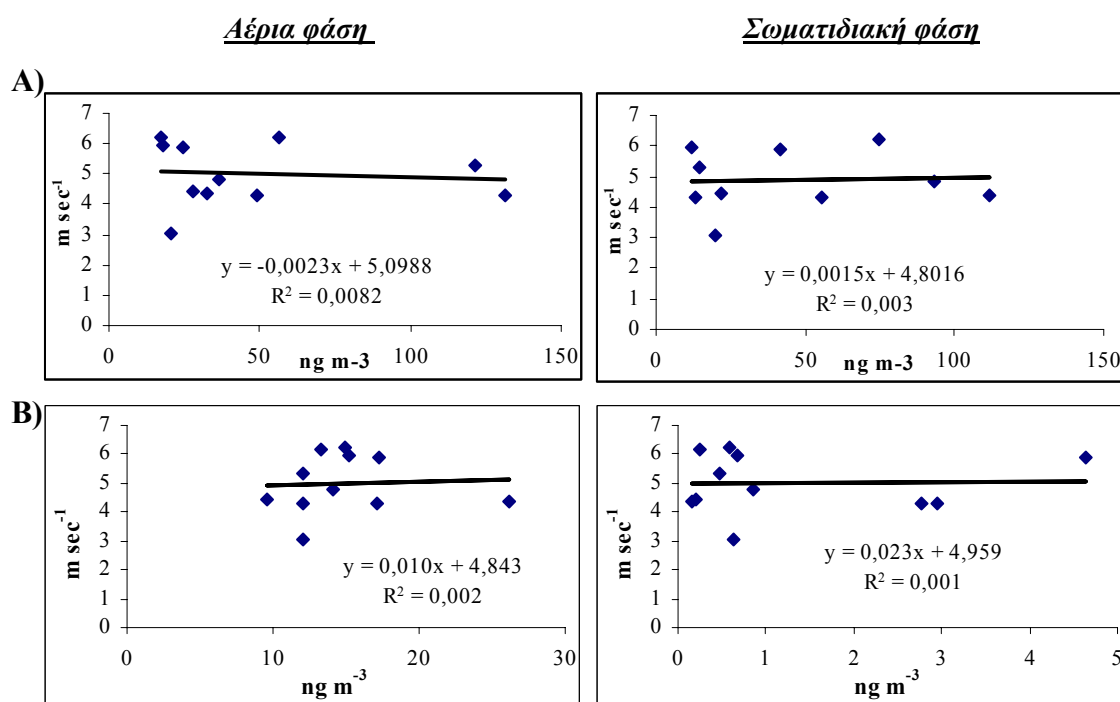 Αέρια φάση
Σωματιδιακή φάση
A)
7
6
5
4
3
2
1
0
m sec⁻¹
y = -0,0023x + 5,0988
R² = 0,0082
0 50 100 150
ng m-3
7
6
5
4
3
2
1
0
m sec⁻¹
y = 0,0015x + 4,8016
R² = 0,003
0 50 100 150
ng m-3
B)
7
6
5
4
3
2
1
0
m sec⁻¹
y = 0,010x + 4,843
R² = 0,002
0 10 20 30
ng m⁻³
7
6
5
4
3
2
1
0
m sec⁻¹
y = 0,023x + 4,959
R² = 0,001
0 1 2 3 4 5
ng m⁻³